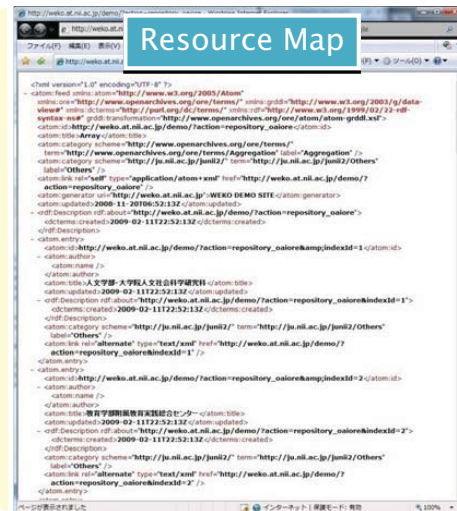 http://weko.at.nii.ac.jp/demo/?action=repository_oaiore - Windows Internet Explorer
Resource Map
ファイル(F) 編集(E) 表示(V)
ツール(O)
<?xml version="1.0" encoding="UTF-8" ?>
- <atom:feed xmlns:atom="http://www.w3.org/2005/Atom"
xmlns:ore="http://www.openarchives.org/ore/terms/" xmlns:grddl="http://www.w3.org/2003/g/data-
view#" xmlns:dcterms="http://purl.org/dc/terms/" xmlns:rdf="http://www.w3.org/1999/02/22-rdf-
syntax-ns#" grddl:transformation="http://www.openarchives.org/ore/atom/atom-grddl.xsl">
<atom:id>http://weko.at.nii.ac.jp/demo/?action=repository_oaiore</atom:id>
<atom:title>Array</atom:title>
<atom:category scheme="http://www.openarchives.org/ore/terms/"
term="http://www.openarchives.org/ore/terms/Aggregation" label="Aggregation" />
<atom:category scheme="http://ju.nii.ac.jp/junii2/" term="http://ju.nii.ac.jp/junii2/Others"
label="Others" />
<atom:link rel="self" type="application/atom+xml" href="http://weko.at.nii.ac.jp/demo/?
action=repository_oaiore" />
<atom:generator uri="http://weko.at.nii.ac.jp">WEKO DEMO SITE</atom:generator>
<atom:updated>2008-11-20T06:52:13Z</atom:updated>
- <rdf:Description rdf:about="http://weko.at.nii.ac.jp/demo/?action=repository_oaiore">
<dcterms:created>2009-02-11T22:52:13Z</dcterms:created>
</rdf:Description>
- <atom:entry>
<atom:id>http://weko.at.nii.ac.jp/demo/?action=repository_oaiore&amp;indexId=1</atom:id>
- <atom:author>
<atom:name />
</atom:author>
<atom:title>人文学部・大学院人文社会科学研究科</atom:title>
<atom:updated>2009-02-11T22:52:13Z</atom:updated>
- <rdf:Description rdf:about="http://weko.at.nii.ac.jp/demo/?action=repository_oaiore&indexId=1">
<dcterms:created>2009-02-11T22:52:13Z</dcterms:created>
</rdf:Description>
<atom:category scheme="http://ju.nii.ac.jp/junii2/" term="http://ju.nii.ac.jp/junii2/Others"
label="Others" />
<atom:link rel="alternate" type="text/xml" href="http://weko.at.nii.ac.jp/demo/?
action=repository_oaiore&indexId=1" />
</atom:entry>
- <atom:entry>
<atom:id>http://weko.at.nii.ac.jp/demo/?action=repository_oaiore&amp;indexId=2</atom:id>
- <atom:author>
<atom:name />
</atom:author>
<atom:title>教育学部附属教育実践総合センター</atom:title>
<atom:updated>2009-02-11T22:52:13Z</atom:updated>
- <rdf:Description rdf:about="http://weko.at.nii.ac.jp/demo/?action=repository_oaiore&indexId=2">
<dcterms:created>2009-02-11T22:52:13Z</dcterms:created>
</rdf:Description>
<atom:category scheme="http://ju.nii.ac.jp/junii2/" term="http://ju.nii.ac.jp/junii2/Others"
label="Others" />
<atom:link rel="alternate" type="text/xml" href="http://weko.at.nii.ac.jp/demo/?
action=repository_oaiore&indexId=2" />
</atom:entry>
ページが表示されました インターネット | 保護モード: 有効 100%